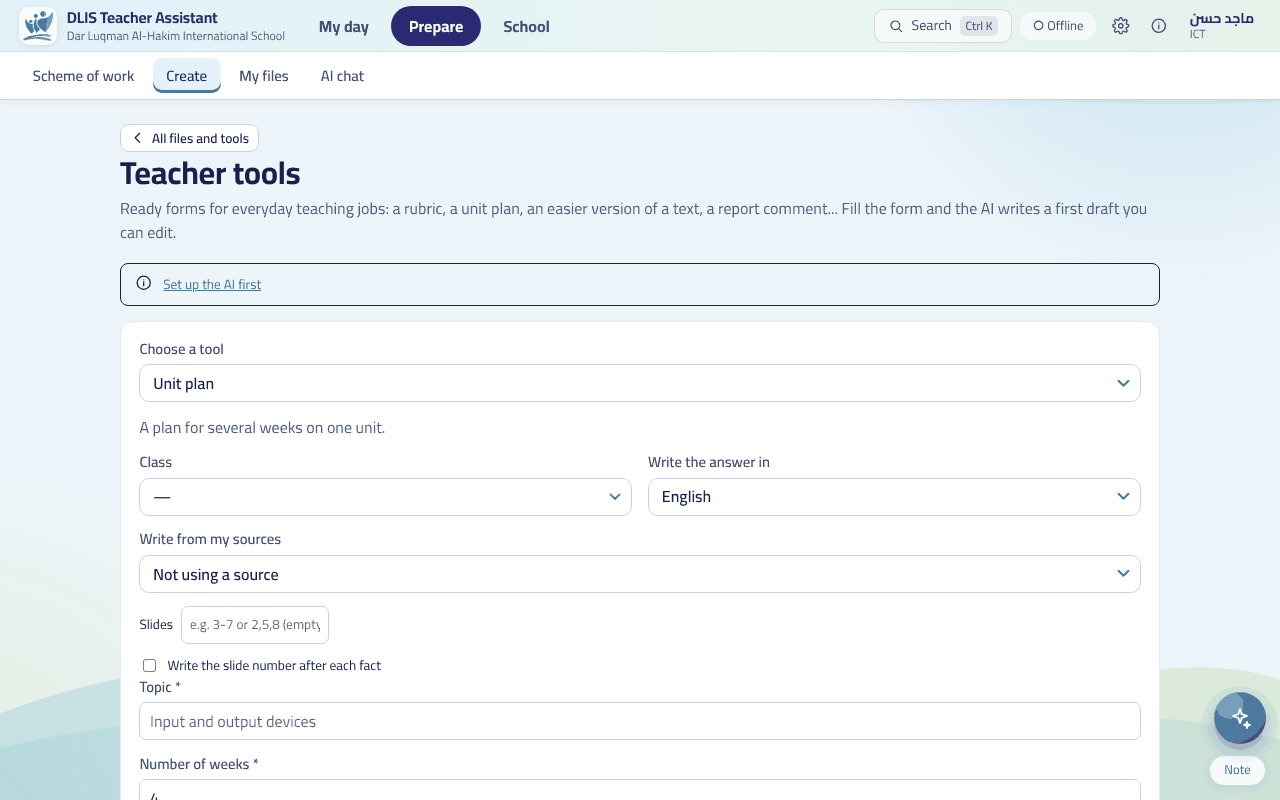 DLIS Teacher Assistant
Dar Luqman Al-Hakim International School
My day
Prepare
School
Search Ctrl K
Offline
ماجد حسن
ICT
Scheme of work
Create
My files
AI chat
All files and tools
Teacher tools
Ready forms for everyday teaching jobs: a rubric, a unit plan, an easier version of a text, a report comment... Fill the form and the AI writes a first draft you
can edit.
Set up the AI first
Choose a tool
Unit plan
A plan for several weeks on one unit.
Class
Write the answer in
—
English
Write from my sources
Not using a source
Slides e.g. 3-7 or 2,5,8 (empty
Write the slide number after each fact
Topic *
Input and output devices
Number of weeks *
4
Note